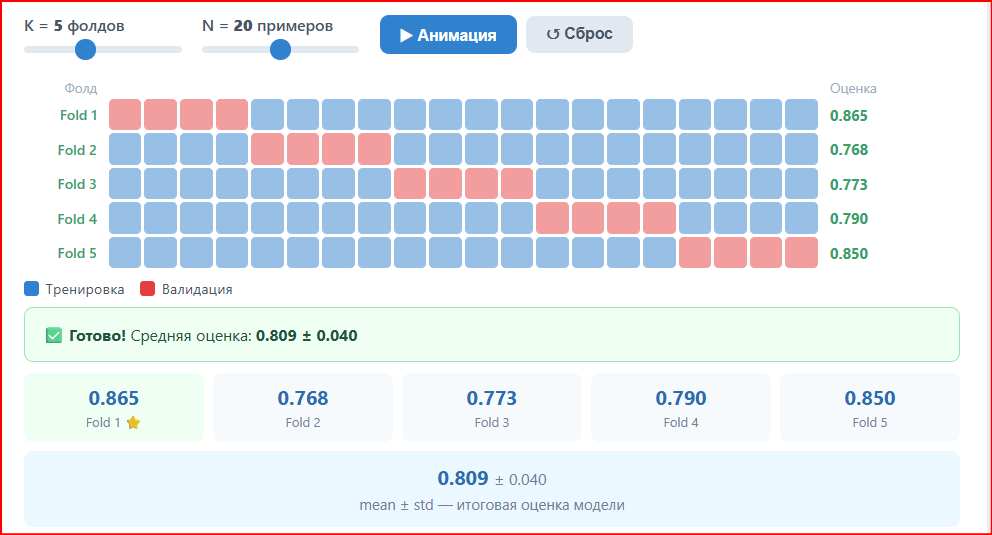 K = 5 фолдов N = 20 примеров ▶ Анимация ↺ Сброс
Фолд Оценка
Fold 1 0.865
Fold 2 0.768
Fold 3 0.773
Fold 4 0.790
Fold 5 0.850
Тренировка Валидация
✅ Готово! Средняя оценка: 0.809 ± 0.040
0.865 0.768 0.773 0.790 0.850
Fold 1 ⭐ Fold 2 Fold 3 Fold 4 Fold 5
0.809 ± 0.040
mean ± std — итоговая оценка модели